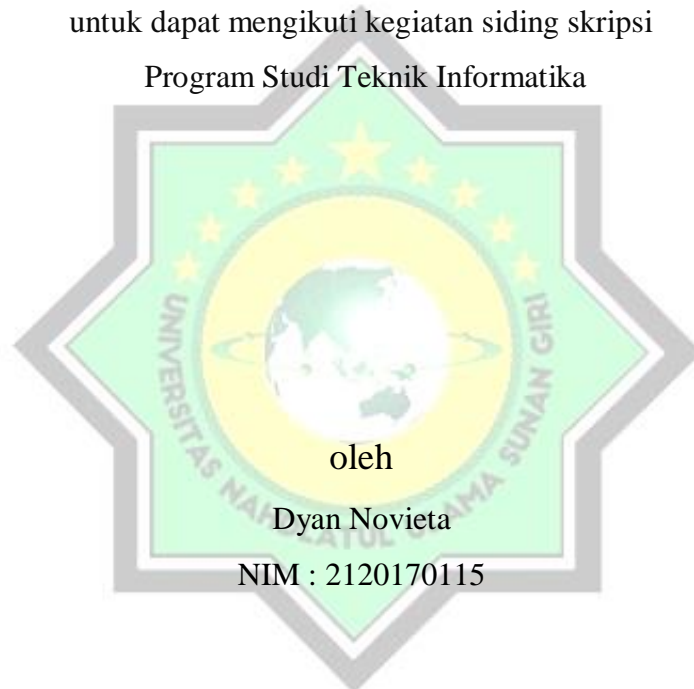 untuk dapat mengikuti kegiatan siding skripsi
Program Studi Teknik Informatika
UNIVERSITAS NAHDLATUL ULAMA SUNAN GIRI
oleh
Dyan Novieta
NIM : 2120170115